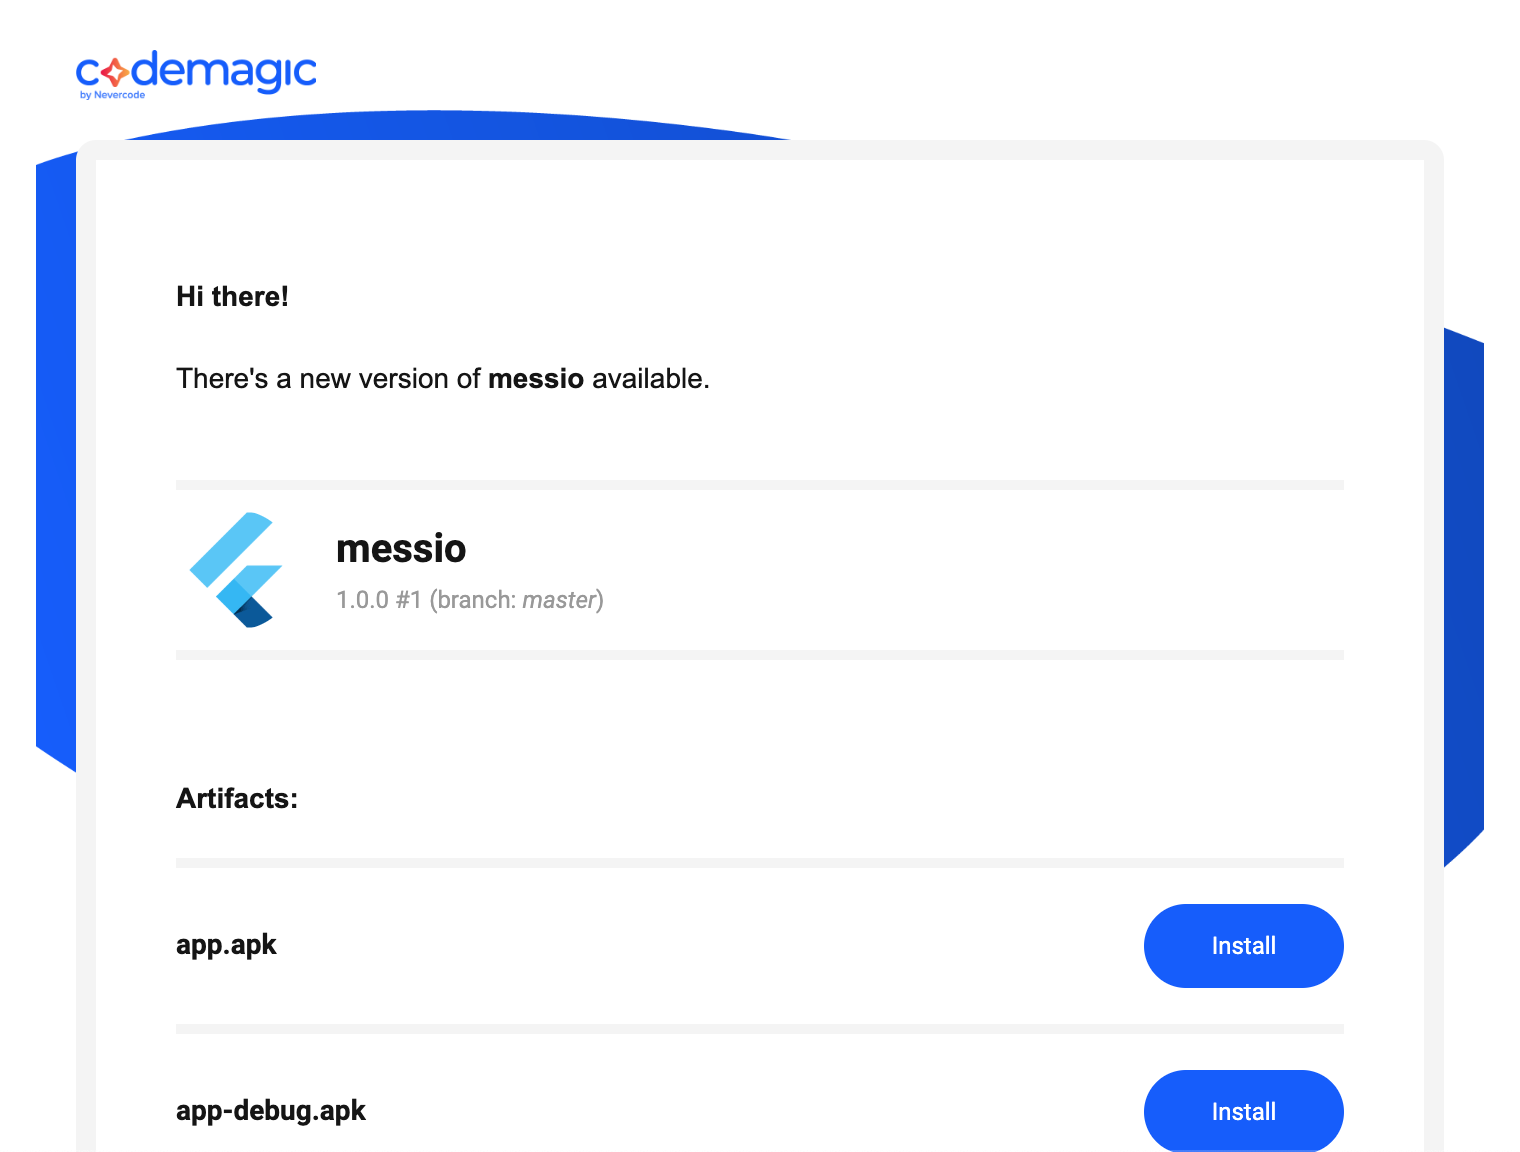 codemagic
by Nevercode
Hi there!
There's a new version of messio available.
messio
1.0.0 #1 (branch: master)
Artifacts:
app.apk
Install
app-debug.apk
Install